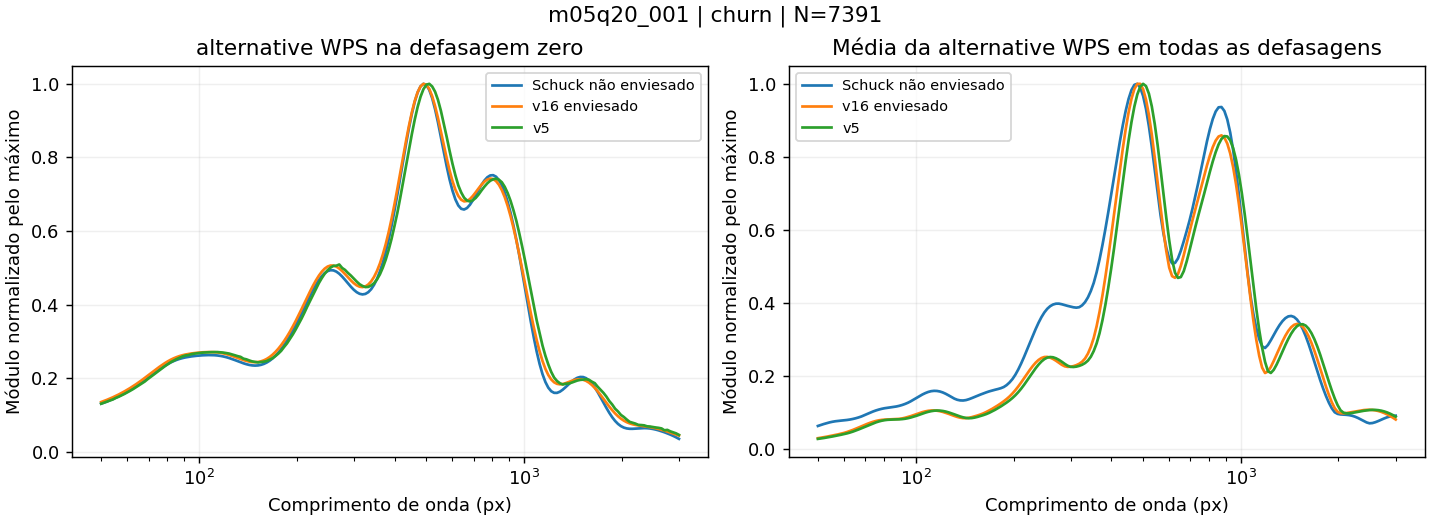 m05q20_001 | churn | N=7391
alternative WPS na defasagem zero
Módulo normalizado pelo máximo
1.0
0.8
0.6
0.4
0.2
0.0
Schuck não enviesado
v16 enviesado
v5
10²
10³
Comprimento de onda (px)
Média da alternative WPS em todas as defasagens
Módulo normalizado pelo máximo
1.0
0.8
0.6
0.4
0.2
0.0
Schuck não enviesado
v16 enviesado
v5
10²
10³
Comprimento de onda (px)